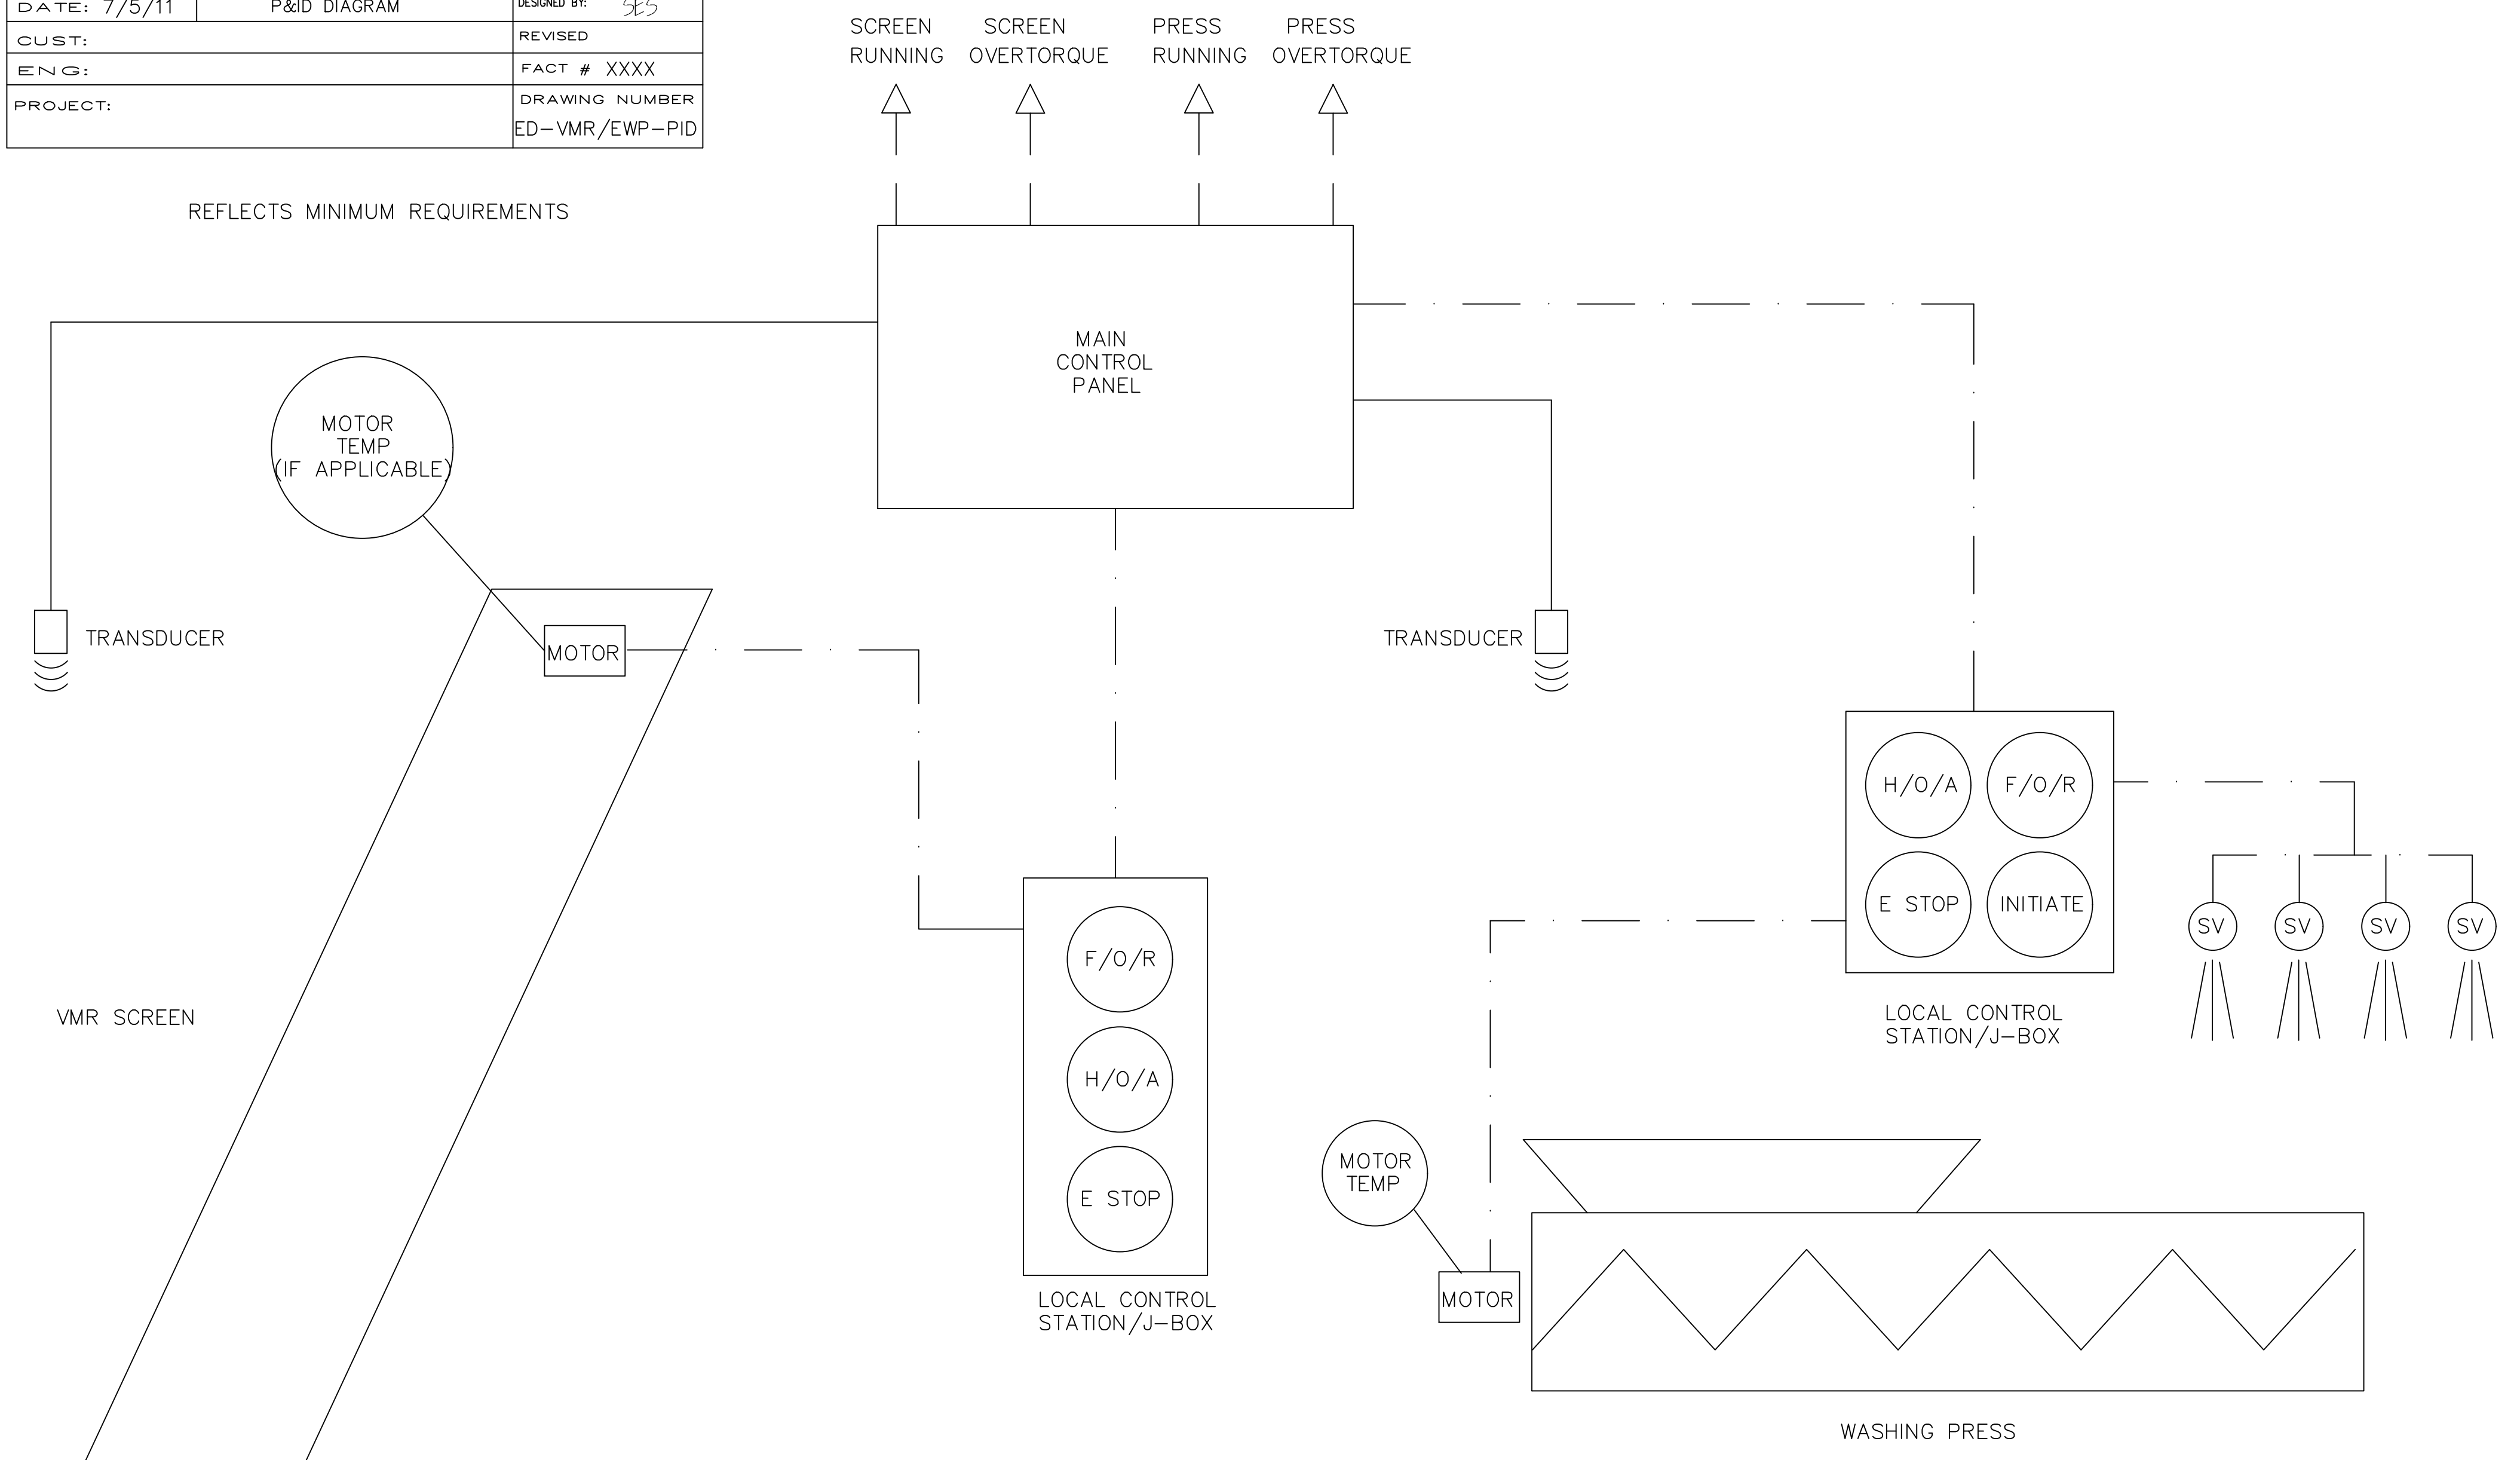 DATE: 7/5/11
P&ID DIAGRAM
DESIGNED BY:
SES
CUST:
REVISED
ENG:
FACT # XXXX
PROJECT:
DRAWING NUMBER
ED-VMR/EWP-PID
REFLECTS MINIMUM REQUIREMENTS
SCREEN
RUNNING
SCREEN
OVERTORQUE
PRESS
RUNNING
PRESS
OVERTORQUE
MAIN
CONTROL
PANEL
MOTOR
TEMP
(IF APPLICABLE)
TRANSDUCER
MOTOR
TRANSDUCER
VMR SCREEN
F/O/R
H/O/A
E STOP
LOCAL CONTROL
STATION/J-BOX
H/O/A
F/O/R
E STOP
INITIATE
LOCAL CONTROL
STATION/J-BOX
SV
SV
SV
SV
MOTOR
TEMP
MOTOR
WASHING PRESS